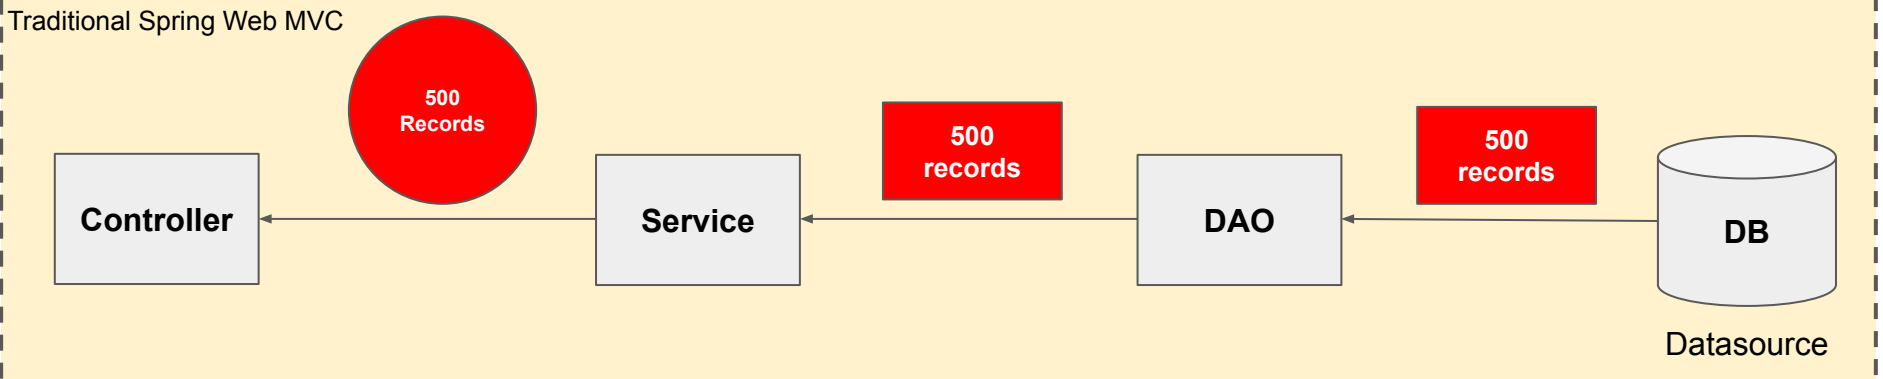 Traditional Spring Web MVC
500
Records
500
records
500
records
Controller
Service
DAO
DB
Datasource